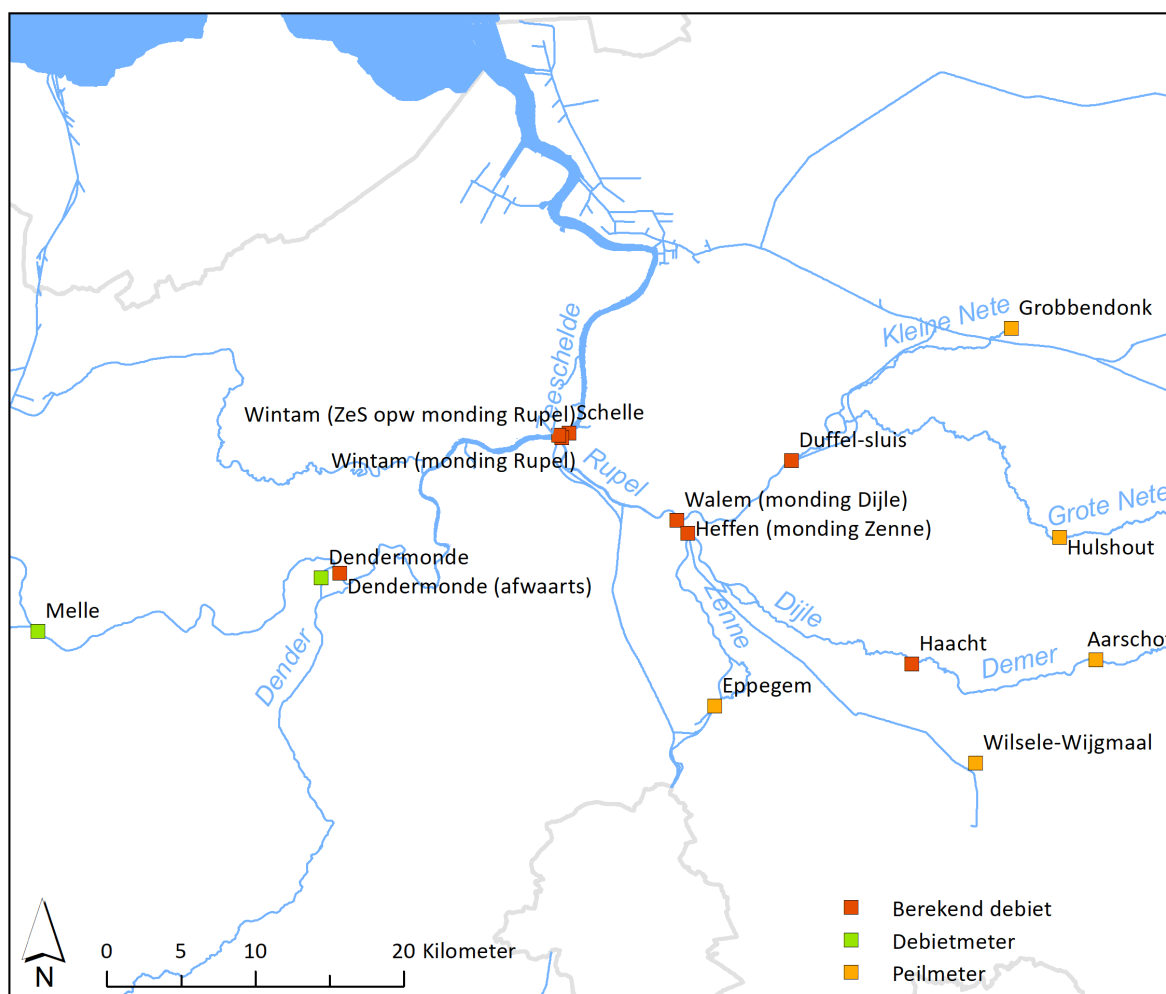 Grobbendonk
Kleine Nete
Zeeschelde
Wintam (ZeS opw monding Rupel)
Schelle
Wintam (monding Rupel)
Rupel
Duffel-sluis
Walem (monding Dijle)
Heffen (monding Zenne)
Grote Nete
Hulshout
Dendermonde
Dendermonde (afwaarts)
Melle
Dender
Zenne
Dijle
Haacht
Demer
Aarscho
Eppegem
Wilsele-Wijgmaal
Berekend debiet
Debietmeter
Peilmeter
0 5 10 20 Kilometer
N